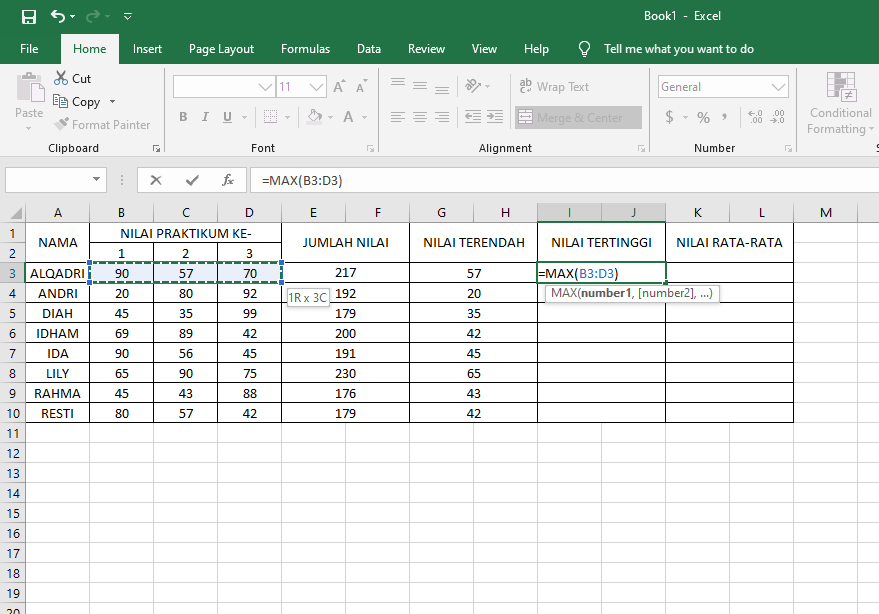 Book1 - Excel
File Home Insert Page Layout Formulas Data Review View Help Tell me what you want to do
Paste
Cut
Copy
Format Painter
Clipboard
11 A A
B I U A
Font
ab Wrap Text
Merge & Center
Alignment
General
$ % ,
Number
Conditional
Formatting
fx =MAX(B3:D3)
A B C D E F G H I J K L M
1 NAMA NILAI PRAKTIKUM KE- JUMLAH NILAI NILAI TERENDAH NILAI TERTINGGI NILAI RATA-RATA
2 1 2 3
3 ALQADRI 90 57 70 217 57 =MAX(B3:D3)
1R x 3C
MAX(number1, [number2], ...)
4 ANDRI 20 80 92 192 20
5 DIAH 45 35 99 179 35
6 IDHAM 69 89 42 200 42
7 IDA 90 56 45 191 45
8 LILY 65 90 75 230 65
9 RAHMA 45 43 88 176 43
10 RESTI 80 57 42 179 42
11
12
13
14
15
16
17
18
19
20